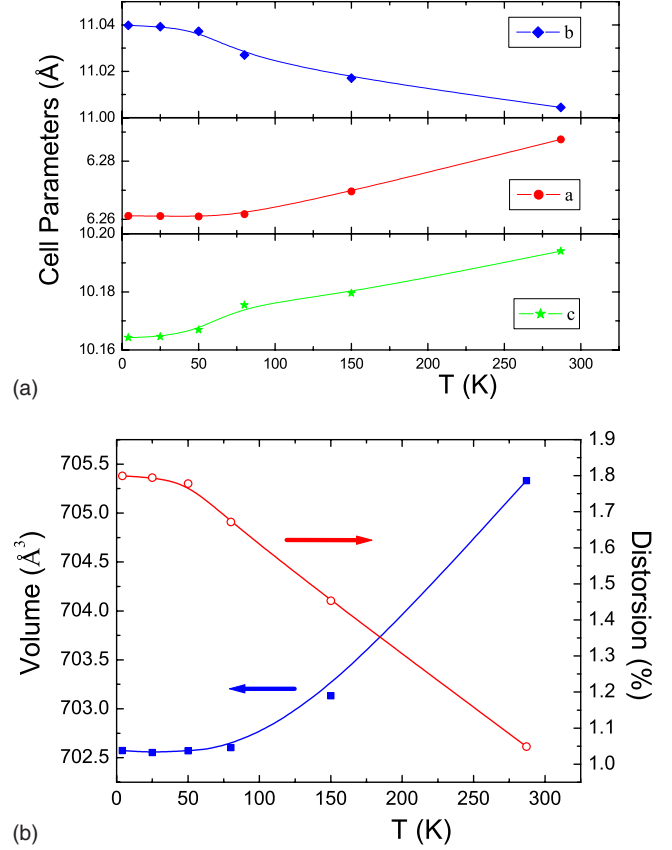 11.04
11.02
11.00
b
6.28
6.26
a
10.20
10.18
10.16
c
Cell Parameters (Å)
0 50 100 150 200 250 300
T (K)
(a)
705.5
705.0
704.5
704.0
703.5
703.0
702.5
Volume (Å³)
1.9
1.8
1.7
1.6
1.5
1.4
1.3
1.2
1.1
1.0
Distorsion (%)
0 50 100 150 200 250 300
T (K)
(b)